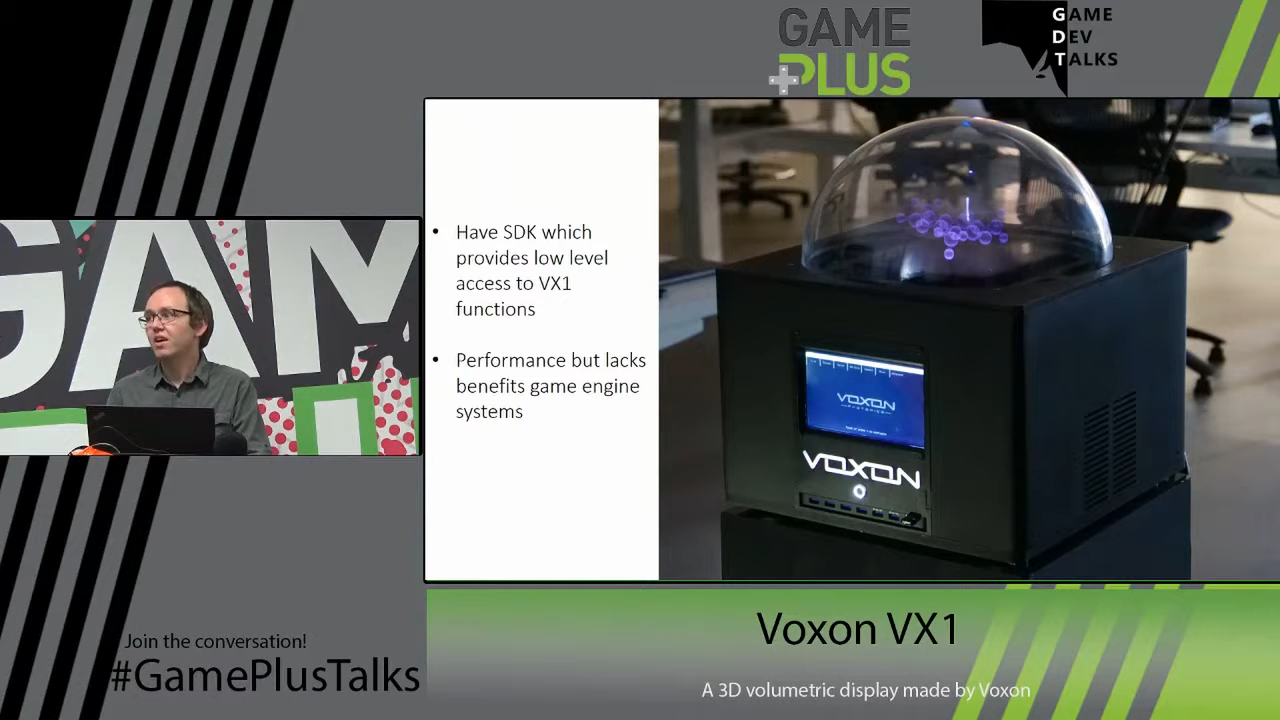 GAME
PLUS
GAME
DEV
TALKS
GAM
• Have SDK which
provides low level
access to VX1
functions
• Performance but lacks
benefits game engine
systems
VOXON
VOXON
Join the conversation!
#GamePlusTalks
Voxon VX1
A 3D volumetric display made by Voxon